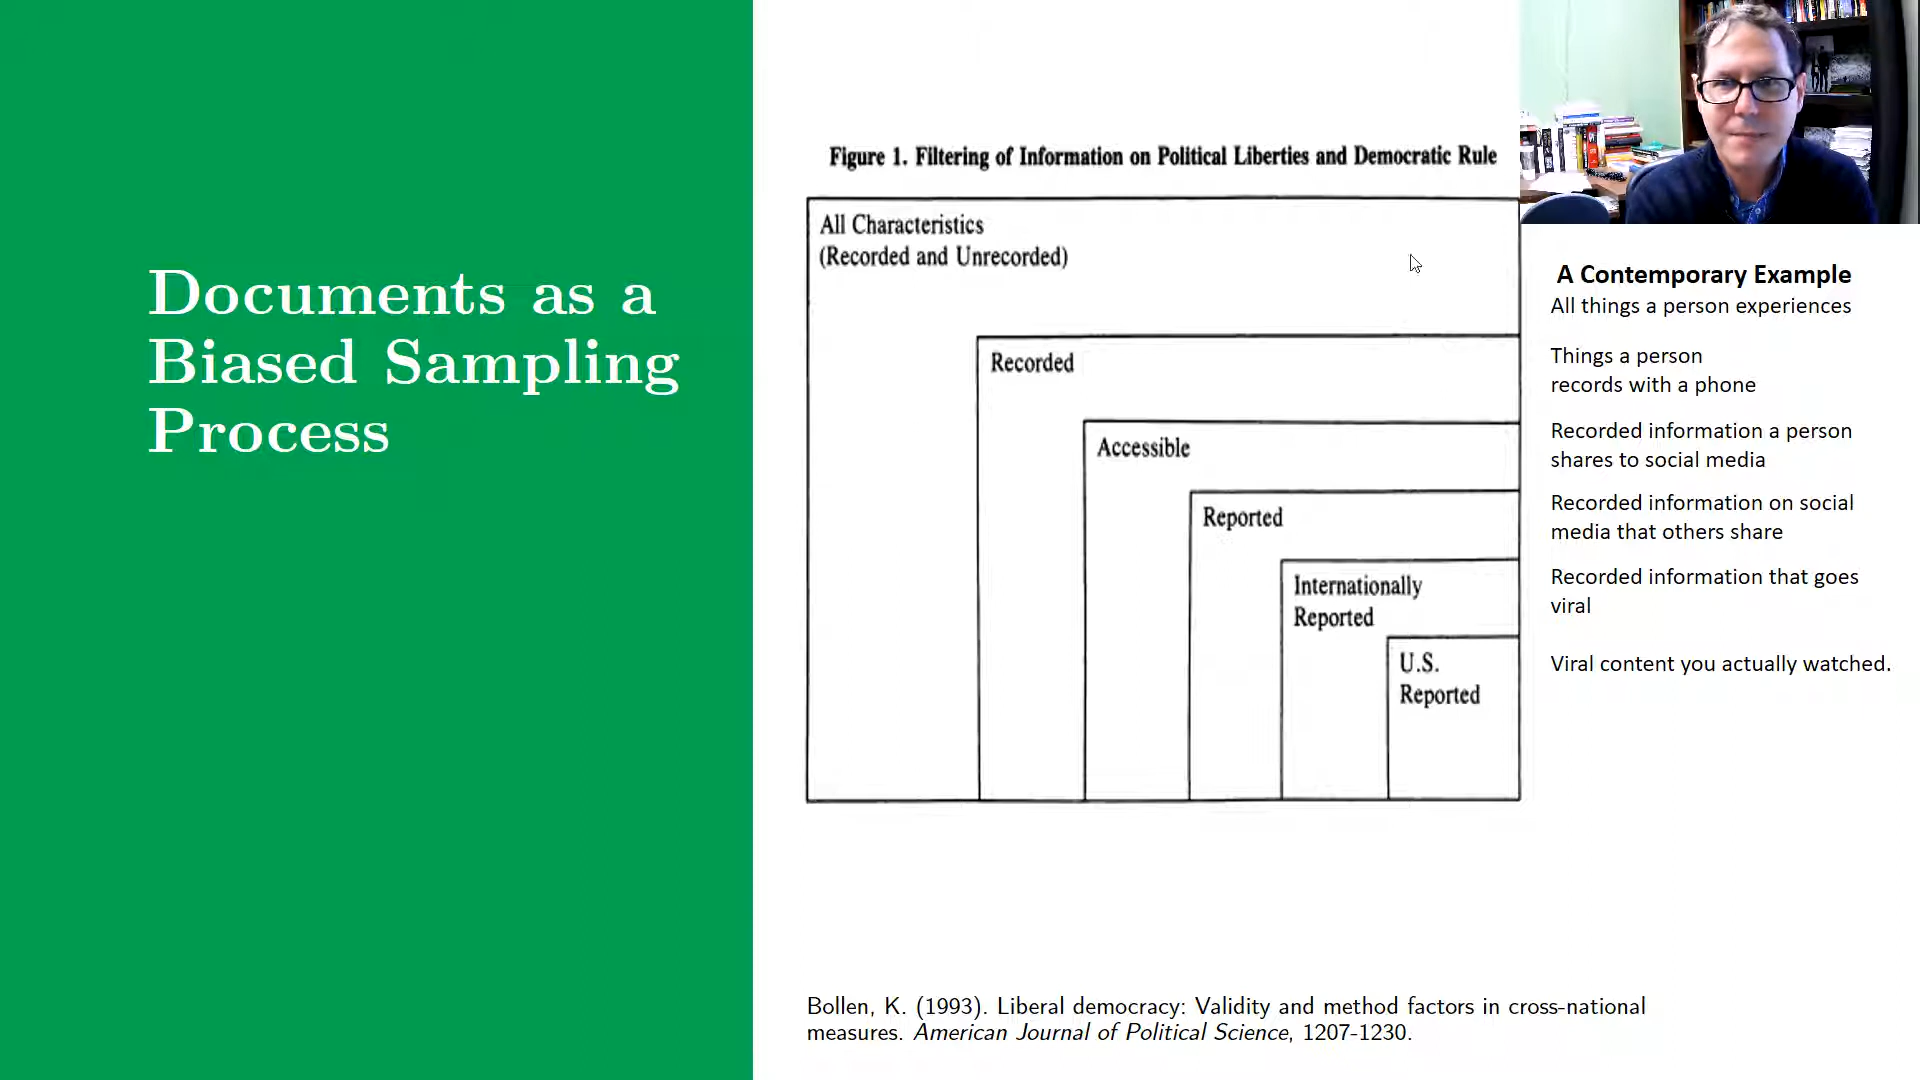 Documents as a
Biased Sampling
Process
Figure 1. Filtering of Information on Political Liberties and Democratic Rule
All Characteristics
(Recorded and Unrecorded)
Recorded
Accessible
Reported
Internationally
Reported
U.S.
Reported
A Contemporary Example
All things a person experiences
Things a person
records with a phone
Recorded information a person
shares to social media
Recorded information on social
media that others share
Recorded information that goes
viral
Viral content you actually watched.
Bollen, K. (1993). Liberal democracy: Validity and method factors in cross-national
measures. American Journal of Political Science, 1207-1230.